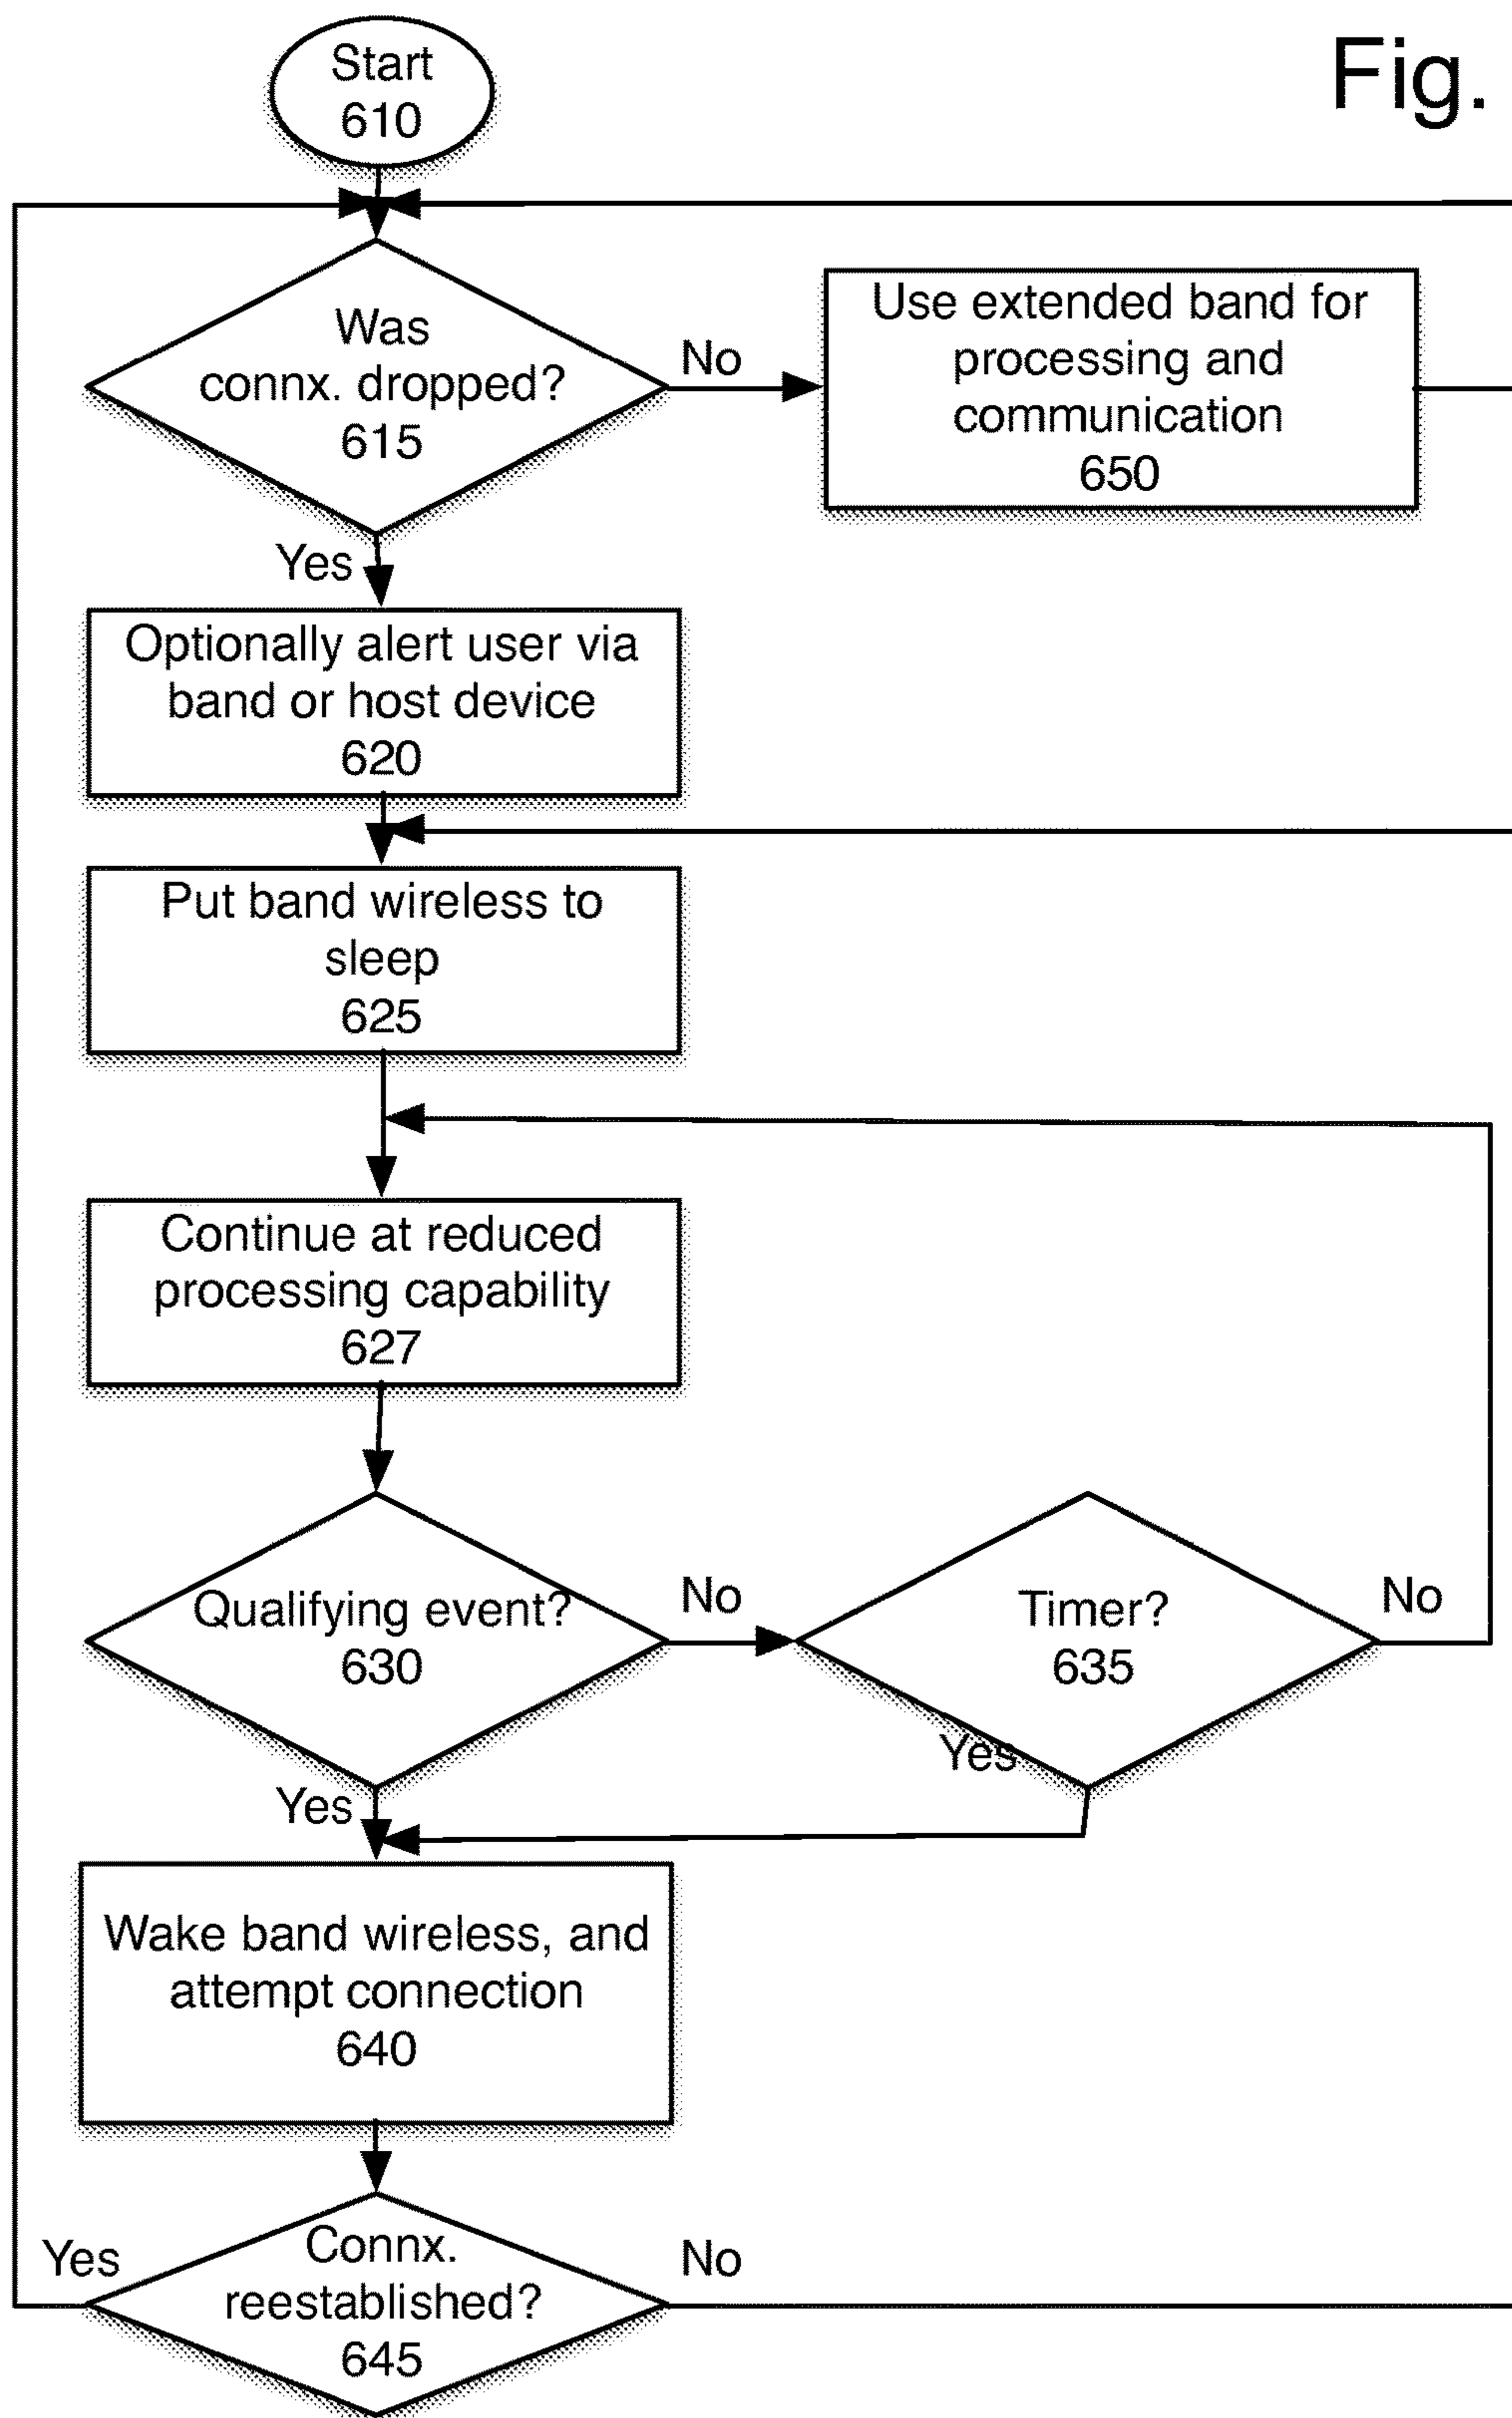 Fig.
Start
610
Was
connx. dropped?
615
No
Use extended band for
processing and
communication
650
Yes
Optionally alert user via
band or host device
620
Put band wireless to
sleep
625
Continue at reduced
processing capability
627
Qualifying event?
630
No
Timer?
635
No
Yes
Yes
Wake band wireless, and
attempt connection
640
Yes
Connx.
reestablished?
645
No